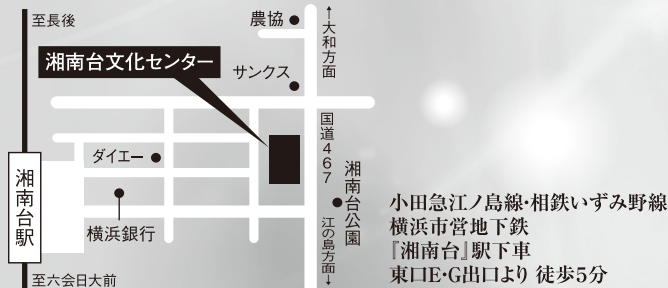 至長後
農協
↑大和方面
湘南台文化センター
サンクス
国道467
ダイエー
湘南台公園
湘南台駅
横浜銀行
江の島方面↓
至六会日大前
小田急江ノ島線・相鉄いずみ野線
横浜市営地下鉄
『湘南台』駅下車
東口E・G出口より 徒歩5分